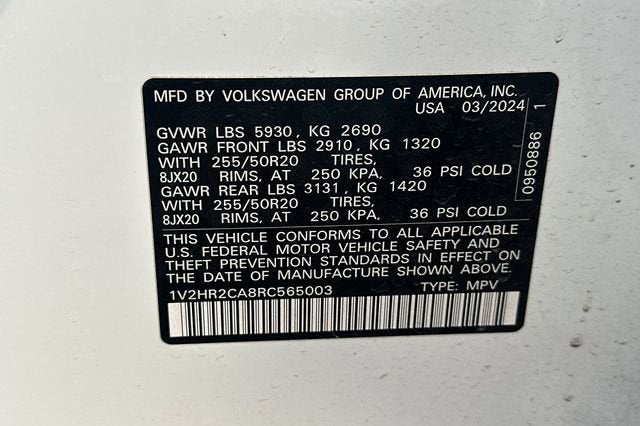 MFD BY VOLKSWAGEN GROUP OF AMERICA, INC.
USA 03/2024
GVWR LBS 5930, KG 2690
GAWR FRONT LBS 2910, KG 1320
WITH 255/50R20 TIRES,
8JX20 RIMS, AT 250 KPA, 36 PSI COLD
GAWR REAR LBS 3131, KG 1420
WITH 255/50R20 TIRES,
8JX20 RIMS, AT 250 KPA, 36 PSI COLD
THIS VEHICLE CONFORMS TO ALL APPLICABLE
U.S. FEDERAL MOTOR VEHICLE SAFETY AND
THEFT PREVENTION STANDARDS IN EFFECT ON
THE DATE OF MANUFACTURE SHOWN ABOVE.
1V2HR2CA8RC565003 TYPE: MPV
0950886 1